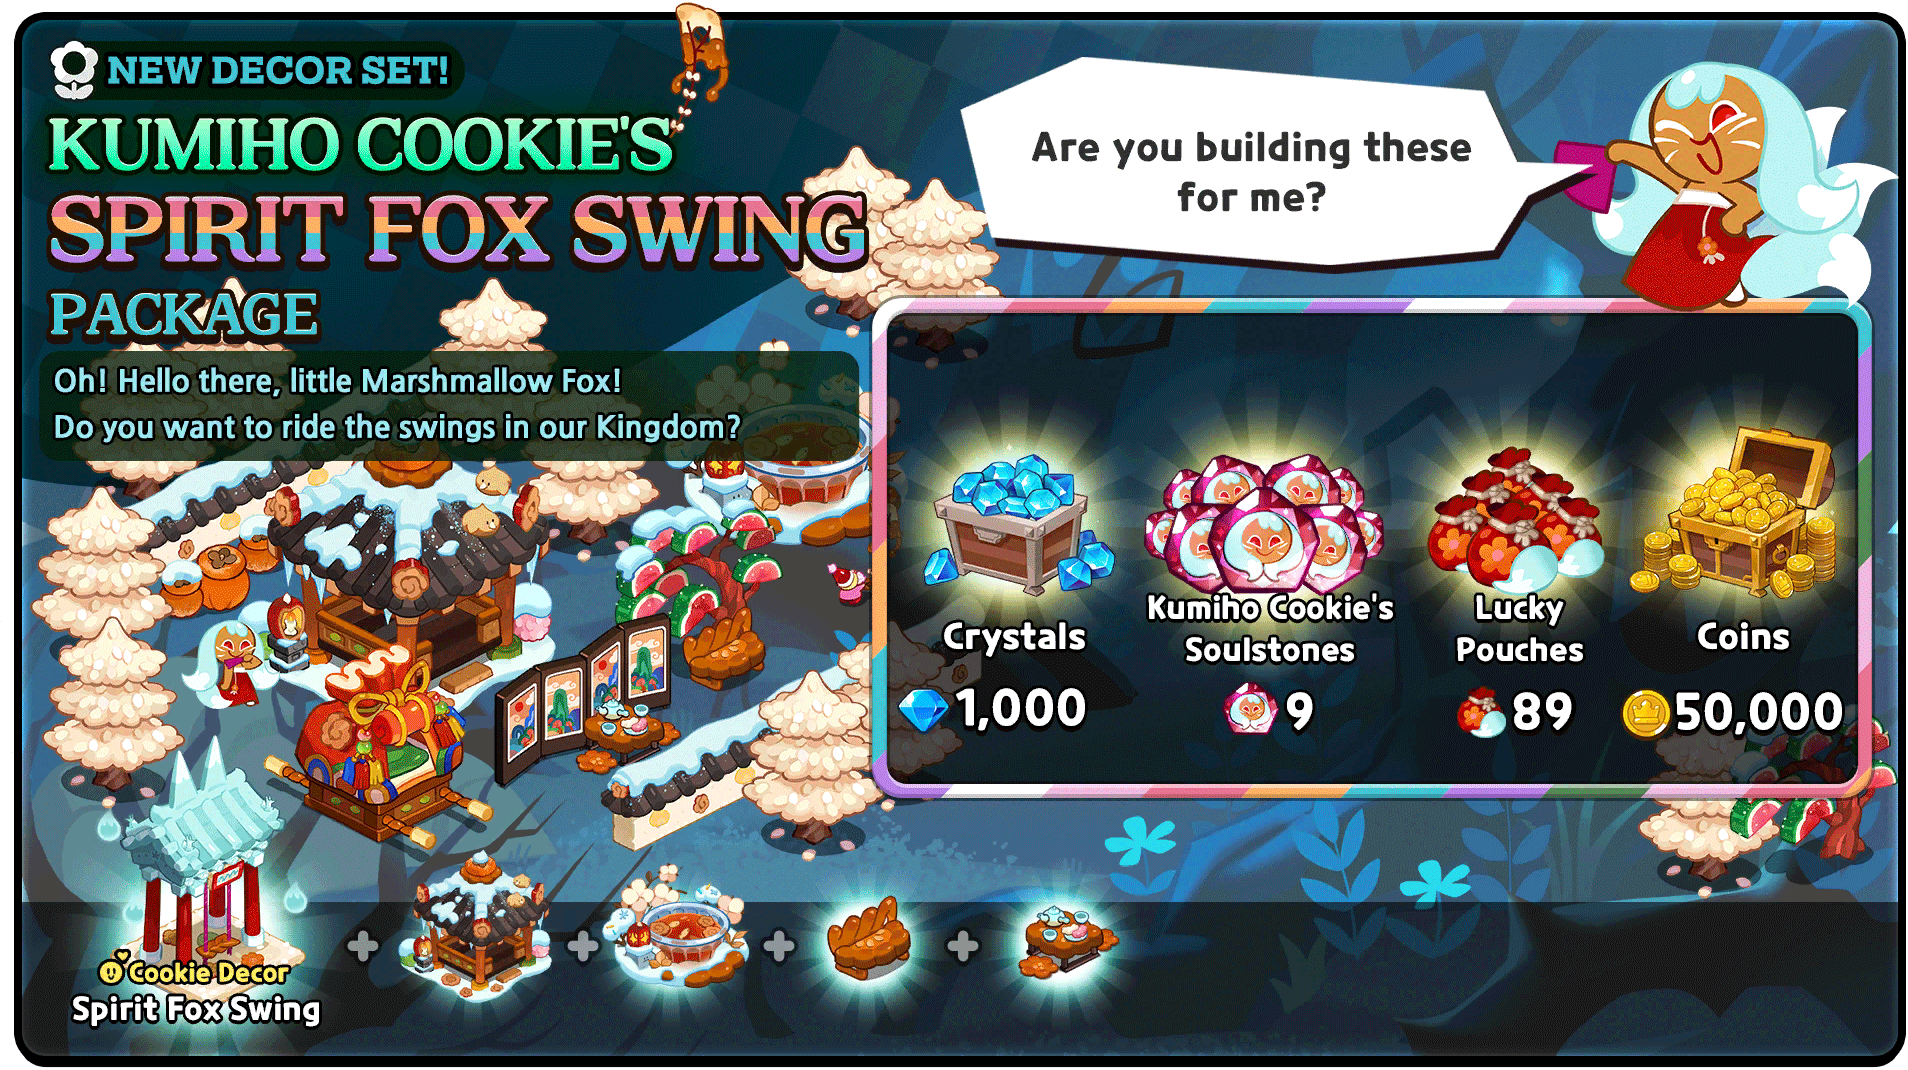 NEW DECOR SET!
KUMIHO COOKIE'S
SPIRIT FOX SWING
PACKAGE
Oh! Hello there, little Marshmallow Fox!
Do you want to ride the swings in our Kingdom?
Are you building these
for me?
Crystals
1,000
Kumiho Cookie's
Soulstones
9
Lucky
Pouches
89
Coins
50,000
Cookie Decor
Spirit Fox Swing
+ + + +